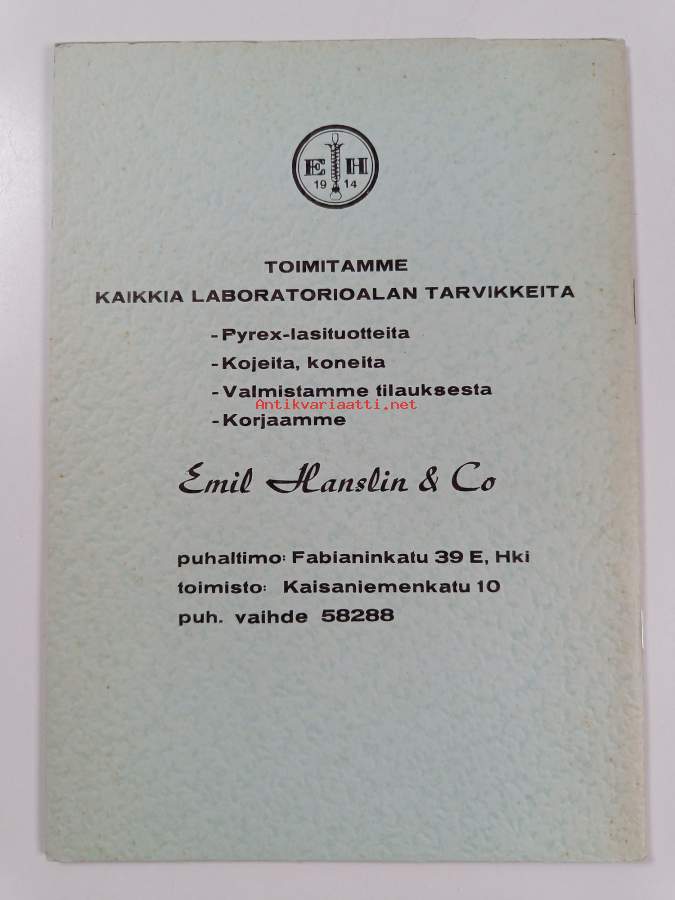 E H
19 14
TOIMITAMME
KAIKKIA LABORATORIOALAN TARVIKKEITA
-Pyrex-lasituotteita
-Kojeita, koneita
-Valmistamme tilauksesta
Antikvariaatti.net
-Korjaamme
Emil Hanslin & Co
puhaltimo: Fabianinkatu 39 E, Hki
toimisto: Kaisaniemenkatu 10
puh. vaihde 58288